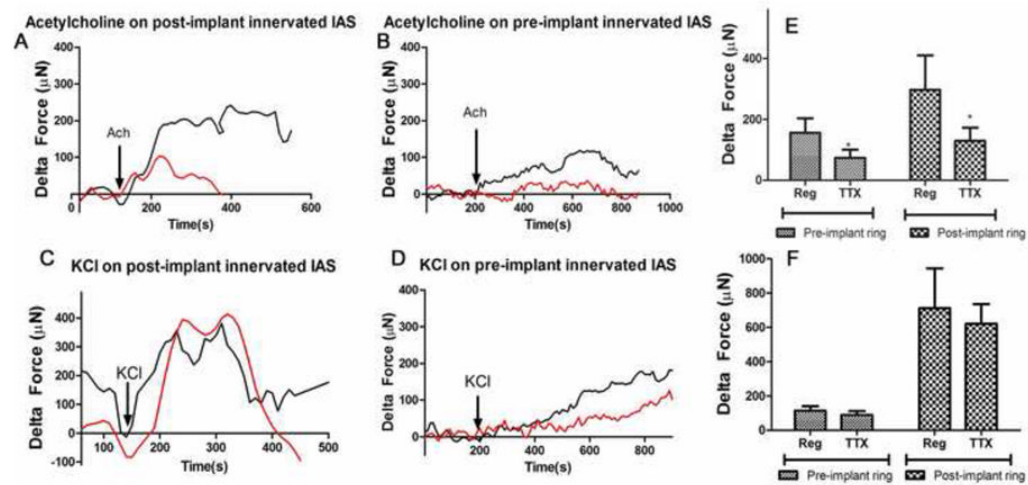 Acetylcholine on post-implant innervated IAS
A
Delta Force (µN)
400
300
200
100
0
Ach
0 200 400 600
Time(s)
Acetylcholine on pre-implant innervated IAS
B
Delta Force (µN)
400
300
200
100
0
Ach
0 200 400 600 800 1000
Time(s)
E
Delta Force (µN)
400
200
0
* *
Reg TTX Reg TTX
Pre-implant ring Post-implant ring
C
KCl on post-implant innervated IAS
Delta Force (µN)
400
300
200
100
0
-100
KCl
100 200 300 400 500
Time(s)
D
KCl on pre-implant innervated IAS
Delta Force (µN)
400
300
200
100
0
KCl
0 200 400 600 800
Time(s)
F
Delta Force (µN)
1000
800
600
400
200
0
Reg TTX Reg TTX
Pre-implant ring Post-implant ring